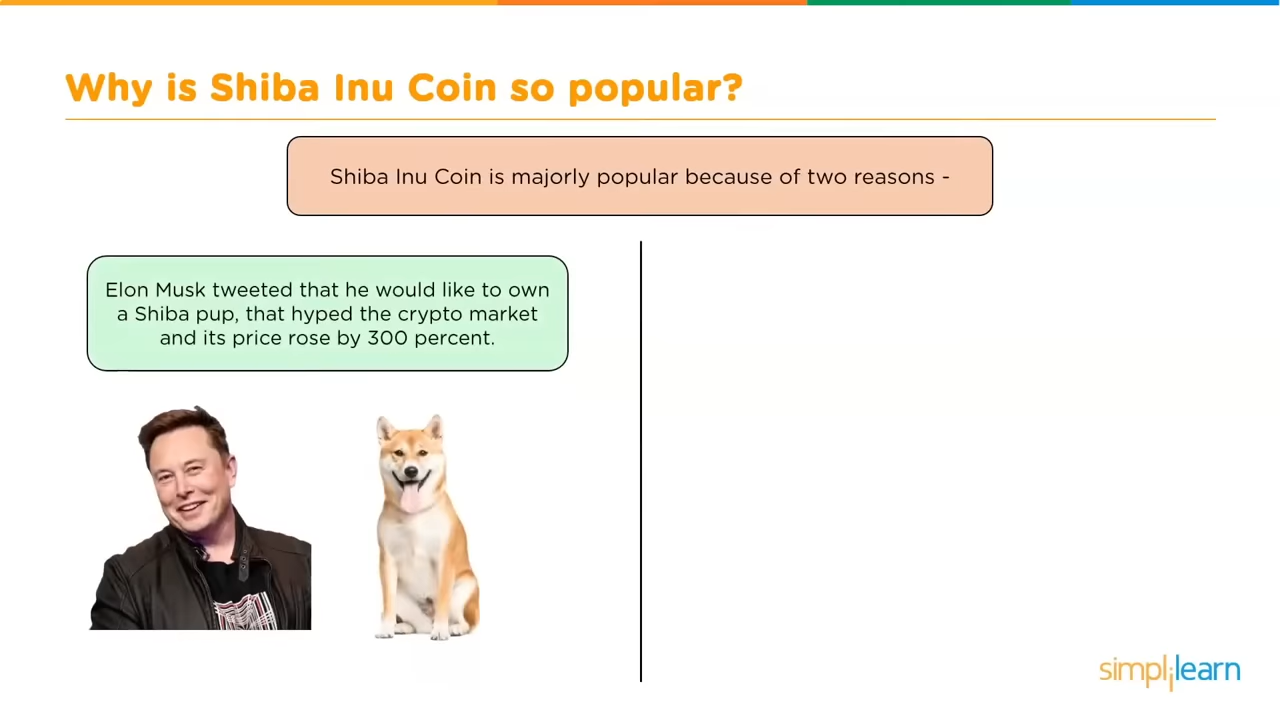 Why is Shiba Inu Coin so popular?
Shiba Inu Coin is majorly popular because of two reasons -
Elon Musk tweeted that he would like to own
a Shiba pup, that hyped the crypto market
and its price rose by 300 percent.
simplilearn